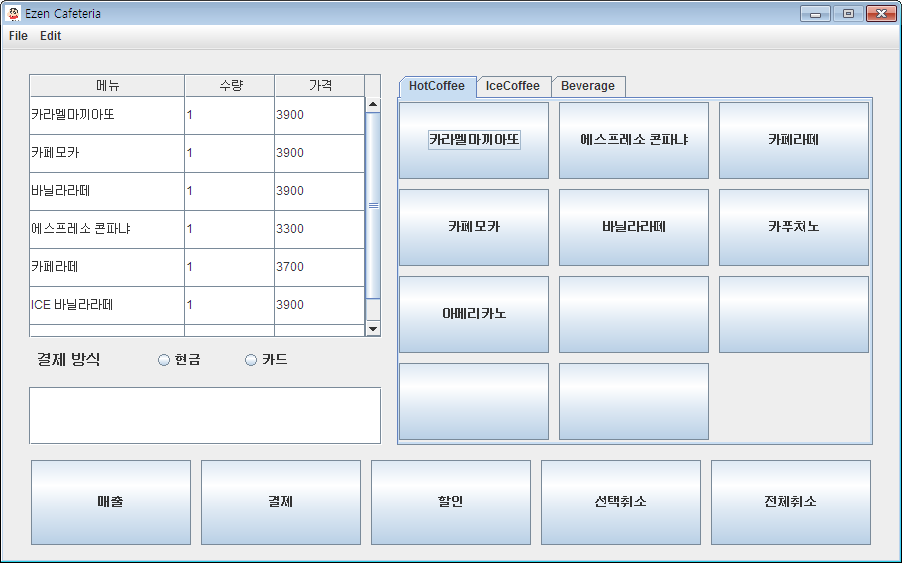 Ezen Cafeteria
File Edit
메뉴 수량 가격
카라멜마끼아또 1 3900
카페모카 1 3900
바닐라라떼 1 3900
에스프레소 콘파냐 1 3300
카페라떼 1 3700
ICE 바닐라라떼 1 3900
결제 방식 현금 카드
HotCoffee IceCoffee Beverage
카라멜마끼아또 에스프레소 콘파냐 카페라떼
카페모카 바닐라라떼 카푸치노
아메리카노
매출 결제 할인 선택취소 전체취소